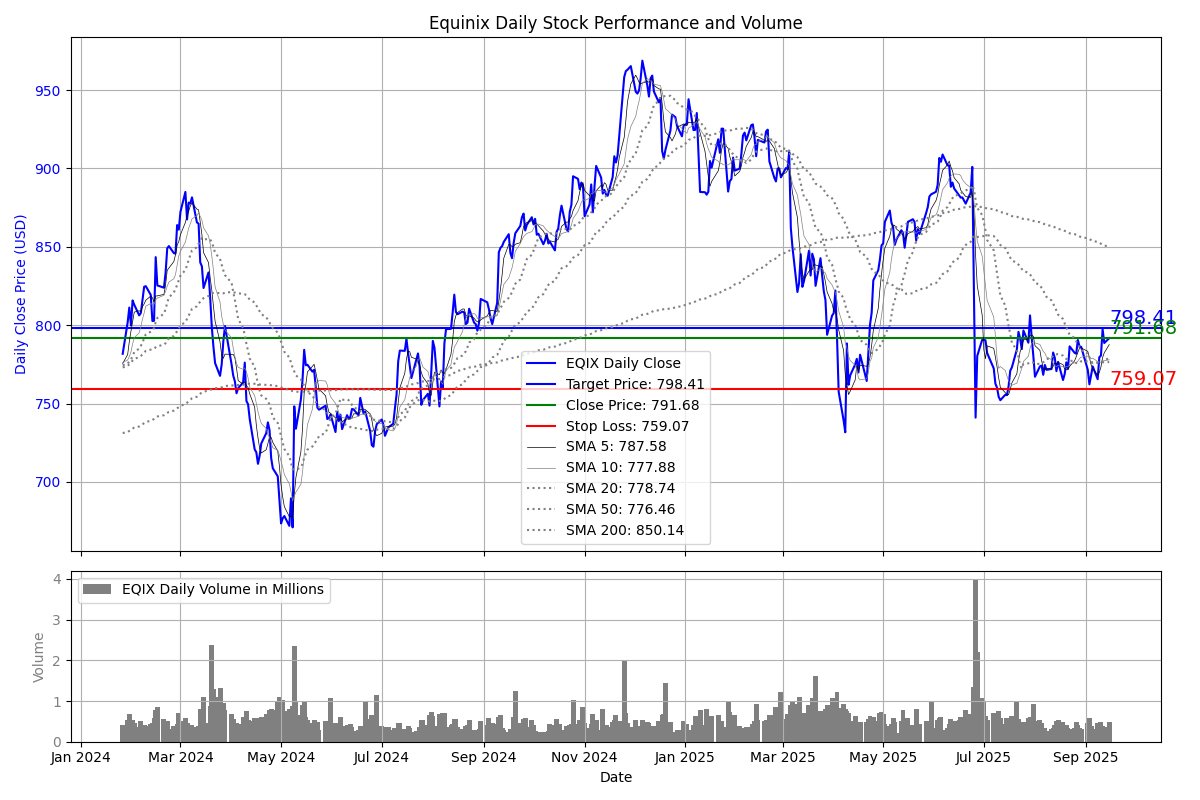 Equinix Daily Stock Performance and Volume
Daily Close Price (USD)
950
900
850
800
750
700
798.41
791.68
759.07
EQIX Daily Close
Target Price: 798.41
Close Price: 791.68
Stop Loss: 759.07
SMA 5: 787.58
SMA 10: 777.88
SMA 20: 778.74
SMA 50: 776.46
SMA 200: 850.14
EQIX Daily Volume in Millions
Volume
4
3
2
1
0
Jan 2024 Mar 2024 May 2024 Jul 2024 Sep 2024 Nov 2024 Jan 2025 Mar 2025 May 2025 Jul 2025 Sep 2025
Date